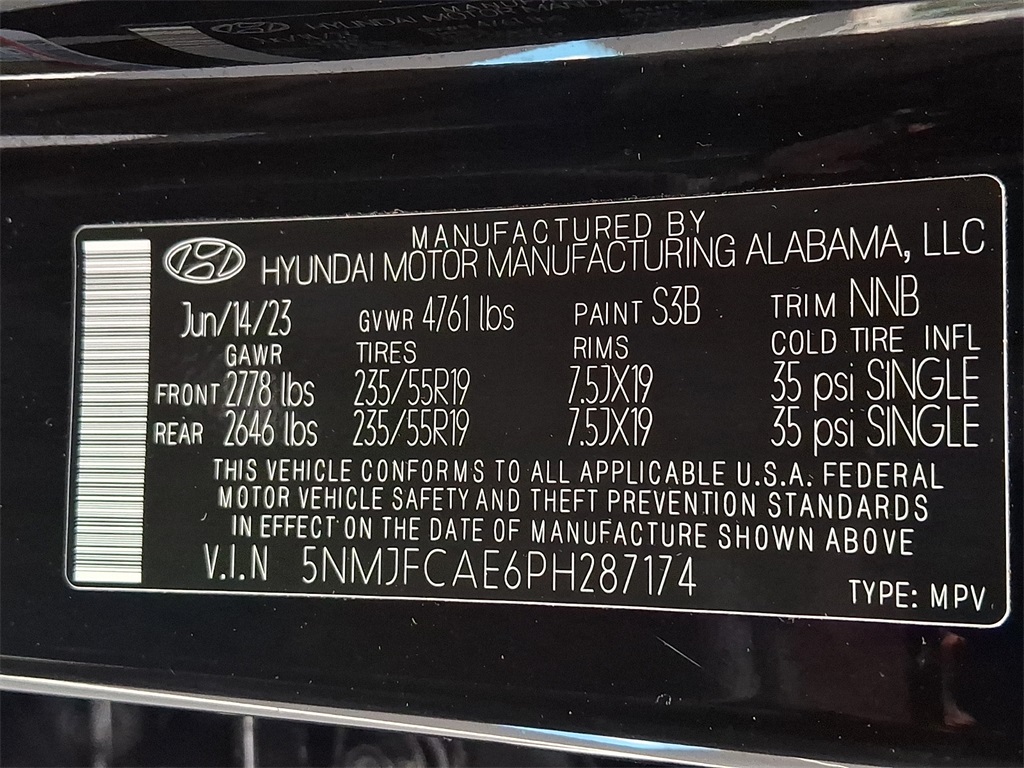 MANUFACTURED BY
HYUNDAI MOTOR MANUFACTURING ALABAMA, LLC
Jun/14/23 GVWR 4761 lbs PAINT S3B TRIM NNB
GAWR TIRES RIMS COLD TIRE INFL
FRONT 2778 lbs 235/55R19 7.5JX19 35 psi SINGLE
REAR 2646 lbs 235/55R19 7.5JX19 35 psi SINGLE
THIS VEHICLE CONFORMS TO ALL APPLICABLE U.S.A. FEDERAL
MOTOR VEHICLE SAFETY AND THEFT PREVENTION STANDARDS
IN EFFECT ON THE DATE OF MANUFACTURE SHOWN ABOVE
V.I.N 5NMJFCAE6PH287174 TYPE: MPV